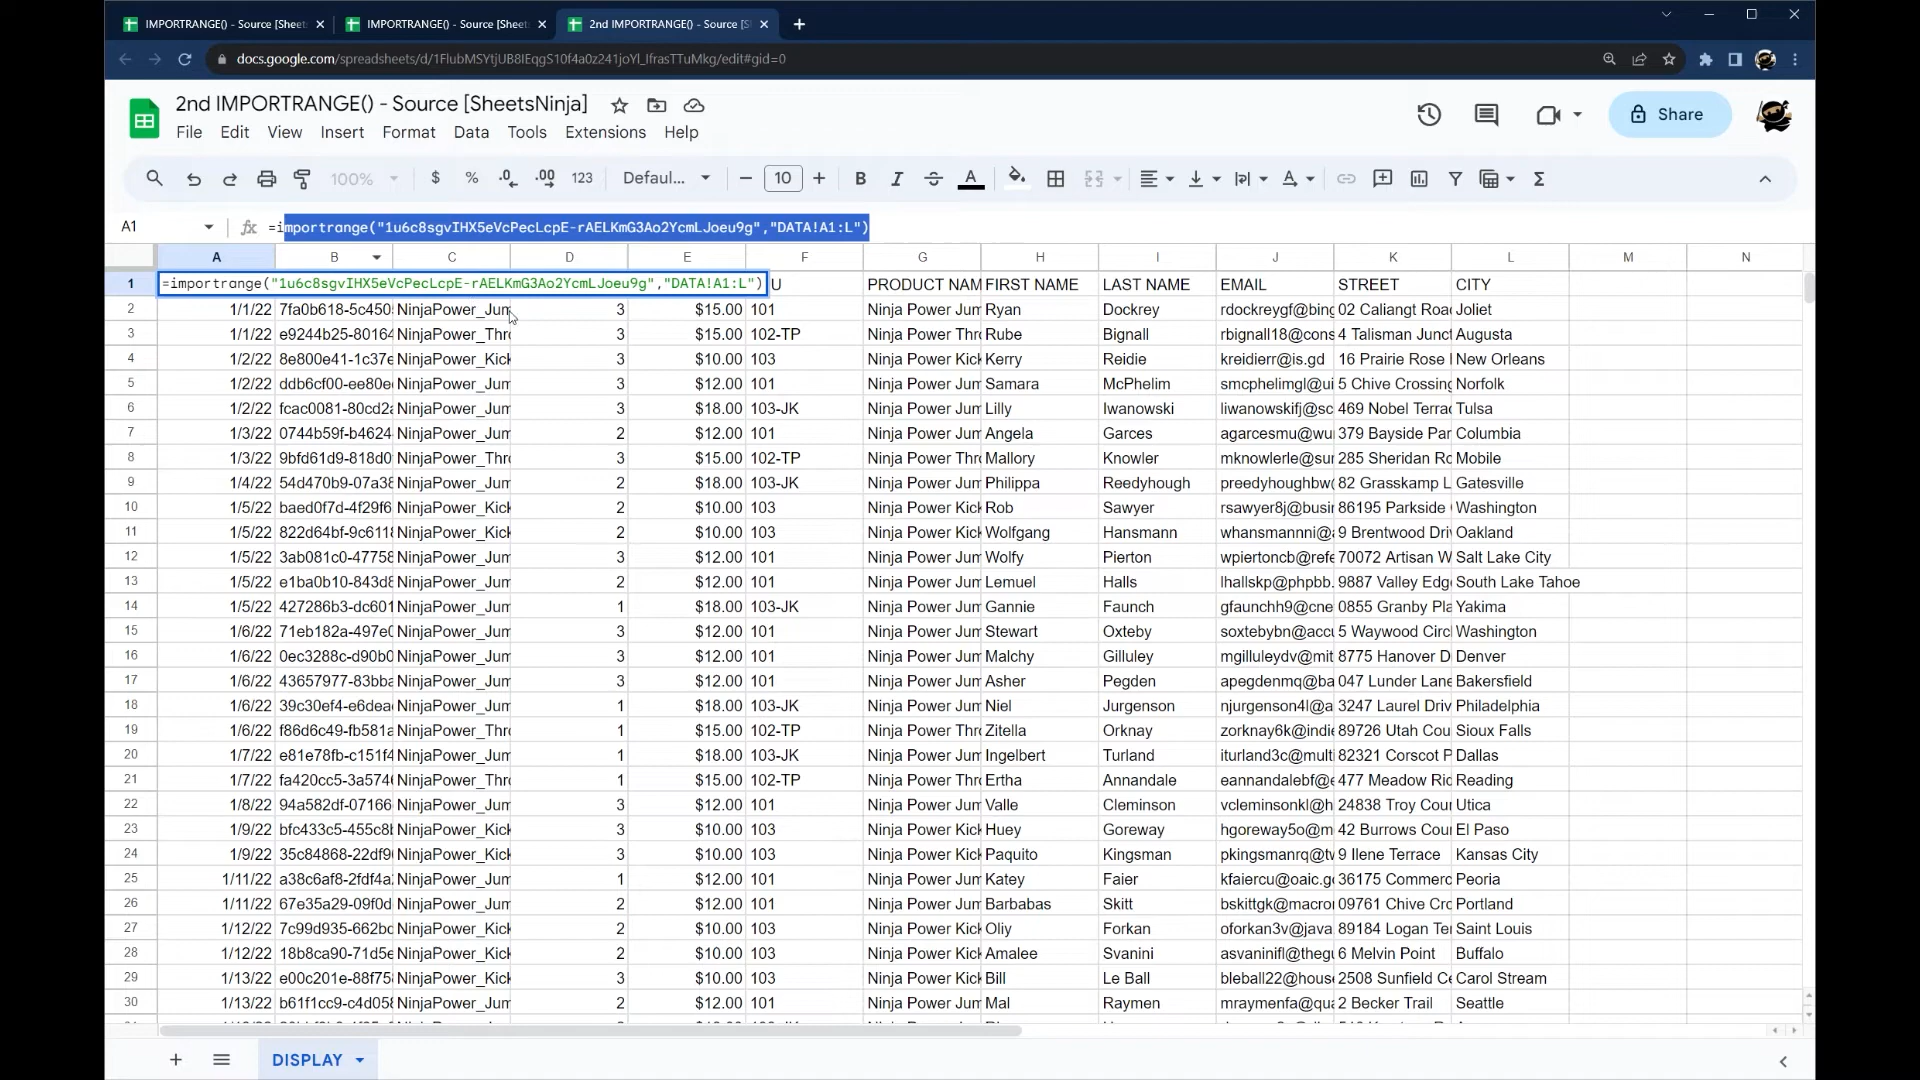 IMPORTRANGE() - Source [Sheet
IMPORTRANGE() - Source [Sheet
2nd IMPORTRANGE() - Source [S
docs.google.com/spreadsheets/d/1FlubMSYtjUB8IEqgS10f4a0z241joYl_IfrasTTuMkg/edit#gid=0
2nd IMPORTRANGE() - Source [SheetsNinja]
File Edit View Insert Format Data Tools Extensions Help
Share
100% $ % .0 .00 123 Defaul... 10 B I A
A1 fx =importrange("1u6c8sgvIHX5eVcPecLcpE-rAELKmG3Ao2YcmLJoeu9g","DATA!A1:L")
A B C D E F G H I J K L M N
1 =importrange("1u6c8sgvIHX5eVcPecLcpE-rAELKmG3Ao2YcmLJoeu9g","DATA!A1:L") U PRODUCT NAM FIRST NAME LAST NAME EMAIL STREET CITY
2 1/1/22 7fa0b618-5c450 NinjaPower_Jum 3 $15.00 101 Ninja Power Jum Ryan Dockrey rdockreygf@bing 02 Caliangt Road Joliet
3 1/1/22 e9244b25-80164 NinjaPower_Thr 3 $15.00 102-TP Ninja Power Thr Rube Bignall rbignall18@cons 4 Talisman Junct Augusta
4 1/2/22 8e800e41-1c37e NinjaPower_Kick 3 $10.00 103 Ninja Power Kick Kerry Reidie kreidierr@is.gd 16 Prairie Rose New Orleans
5 1/2/22 ddb6cf00-ee80e NinjaPower_Jum 3 $12.00 101 Ninja Power Jum Samara McPhelim smcphelimgl@ui 5 Chive Crossing Norfolk
6 1/2/22 fcac0081-80cd2a NinjaPower_Jum 3 $18.00 103-JK Ninja Power Jum Lilly Iwanowski liwanowskifj@sc 469 Nobel Terrac Tulsa
7 1/3/22 0744b59f-b4624 NinjaPower_Jum 2 $12.00 101 Ninja Power Jum Angela Garces agarcesmu@wu 379 Bayside Par Columbia
8 1/3/22 9bfd61d9-818d0 NinjaPower_Thr 3 $15.00 102-TP Ninja Power Thr Mallory Knowler mknowlerle@sur 285 Sheridan Ro Mobile
9 1/4/22 54d470b9-07a38 NinjaPower_Jum 2 $18.00 103-JK Ninja Power Jum Philippa Reedyhough preedyhoughbw 82 Grasskamp L Gatesville
10 1/5/22 baed0f7d-4f29f6 NinjaPower_Kick 2 $10.00 103 Ninja Power Kick Rob Sawyer rsawyer8j@busin 86195 Parkside Washington
11 1/5/22 822d64bf-9c6118 NinjaPower_Kick 2 $10.00 103 Ninja Power Kick Wolfgang Hansmann whansmannni@ 9 Brentwood Driv Oakland
12 1/5/22 3ab081c0-47758 NinjaPower_Jum 3 $12.00 101 Ninja Power Jum Wolfy Pierton wpiertoncb@refe 70072 Artisan W Salt Lake City
13 1/5/22 e1ba0b10-843d8 NinjaPower_Jum 2 $12.00 101 Ninja Power Jum Lemuel Halls lhallskp@phpbb. 9887 Valley Edge South Lake Tahoe
14 1/5/22 427286b3-dc601 NinjaPower_Jum 1 $18.00 103-JK Ninja Power Jum Gannie Faunch gfaunchh9@cne 0855 Granby Pla Yakima
15 1/6/22 71eb182a-497e0 NinjaPower_Jum 3 $12.00 101 Ninja Power Jum Stewart Oxteby soxtebybn@accu 5 Waywood Circl Washington
16 1/6/22 0ec3288c-d90b0 NinjaPower_Jum 3 $12.00 101 Ninja Power Jum Malchy Gilluley mgilluleydv@mit 8775 Hanover D Denver
17 1/6/22 43657977-83bba NinjaPower_Jum 3 $12.00 101 Ninja Power Jum Asher Pegden apegdenmq@ba 047 Lunder Lane Bakersfield
18 1/6/22 39c30ef4-e6dea NinjaPower_Jum 1 $18.00 103-JK Ninja Power Jum Niel Jurgenson njurgenson4l@a 3247 Laurel Driv Philadelphia
19 1/6/22 f86d6c49-fb581a NinjaPower_Thr 1 $15.00 102-TP Ninja Power Thr Zitella Orknay zorknay6k@indie 89726 Utah Cou Sioux Falls
20 1/7/22 e81e78fb-c151f4 NinjaPower_Jum 1 $18.00 103-JK Ninja Power Jum Ingelbert Turland iturland3c@multi 82321 Corscot P Dallas
21 1/7/22 fa420cc5-3a5746 NinjaPower_Thr 1 $15.00 102-TP Ninja Power Thr Ertha Annandale eannandalebf@e 477 Meadow Ric Reading
22 1/8/22 94a582df-07166 NinjaPower_Jum 3 $12.00 101 Ninja Power Jum Valle Cleminson vcleminsonkl@h 24838 Troy Cour Utica
23 1/9/22 bfc433c5-455c8b NinjaPower_Kick 3 $10.00 103 Ninja Power Kick Huey Goreway hgoreway5o@m 42 Burrows Cour El Paso
24 1/9/22 35c84868-22df9 NinjaPower_Kick 3 $10.00 103 Ninja Power Kick Paquito Kingsman pkingsmanrq@tw 9 Ilene Terrace Kansas City
25 1/11/22 a38c6af8-2fdf4a NinjaPower_Jum 1 $12.00 101 Ninja Power Jum Katey Faier kfaiercu@oaic.go 36175 Commerc Peoria
26 1/11/22 67e35a29-09f0d NinjaPower_Jum 2 $12.00 101 Ninja Power Jum Barbabas Skitt bskittgk@macror 09761 Chive Cro Portland
27 1/12/22 7c99d935-662bd NinjaPower_Kick 2 $10.00 103 Ninja Power Kick Oliy Forkan oforkan3v@java. 89184 Logan Ter Saint Louis
28 1/12/22 18b8ca90-71d5e NinjaPower_Kick 2 $10.00 103 Ninja Power Kick Amalee Svanini asvaninifl@thegu 6 Melvin Point Buffalo
29 1/13/22 e00c201e-88f75 NinjaPower_Kick 3 $10.00 103 Ninja Power Kick Bill Le Ball bleball22@house 2508 Sunfield Ce Carol Stream
30 1/13/22 b61f1cc9-c4d058 NinjaPower_Jum 2 $12.00 101 Ninja Power Jum Mal Raymen mraymenfa@qua 2 Becker Trail Seattle
DISPLAY